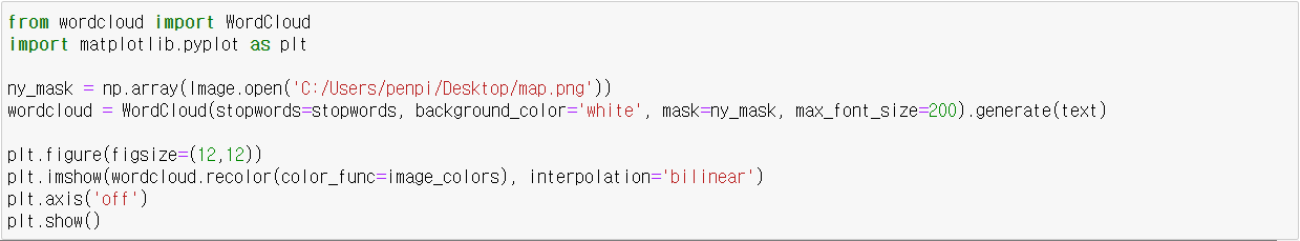 from wordcloud import WordCloud
import matplotlib.pyplot as plt

ny_mask = np.array(Image.open('C:/Users/penpi/Desktop/map.png'))
wordcloud = WordCloud(stopwords=stopwords, background_color='white', mask=ny_mask, max_font_size=200).generate(text)

plt.figure(figsize=(12,12))
plt.imshow(wordcloud.recolor(color_func=image_colors), interpolation='bilinear')
plt.axis('off')
plt.show()